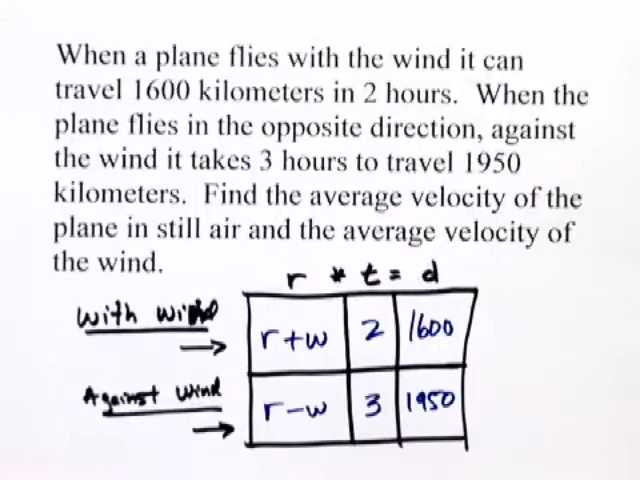 When a plane flies with the wind it can
travel 1600 kilometers in 2 hours. When the
plane flies in the opposite direction, against
the wind it takes 3 hours to travel 1950
kilometers. Find the average velocity of the
plane in still air and the average velocity of
the wind.
r * t = d
With wind r+w 2 1600
Against wind r-w 3 1950